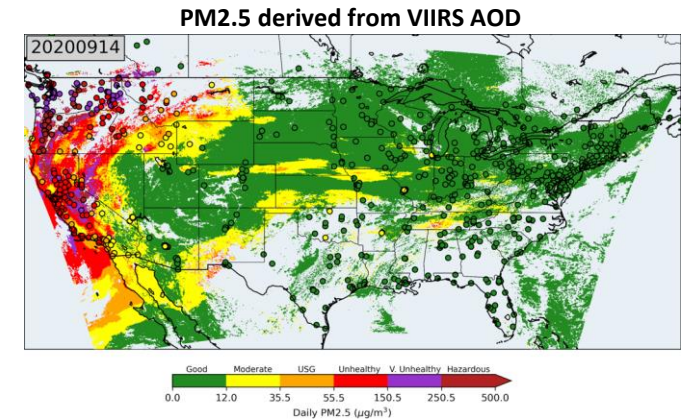 PM2.5 derived from VIIRS AOD
20200914
Good Moderate USG Unhealthy V. Unhealthy Hazardous
0.0 12.0 35.5 55.5 150.5 250.5 500.0
Daily PM2.5 (μg/m³)